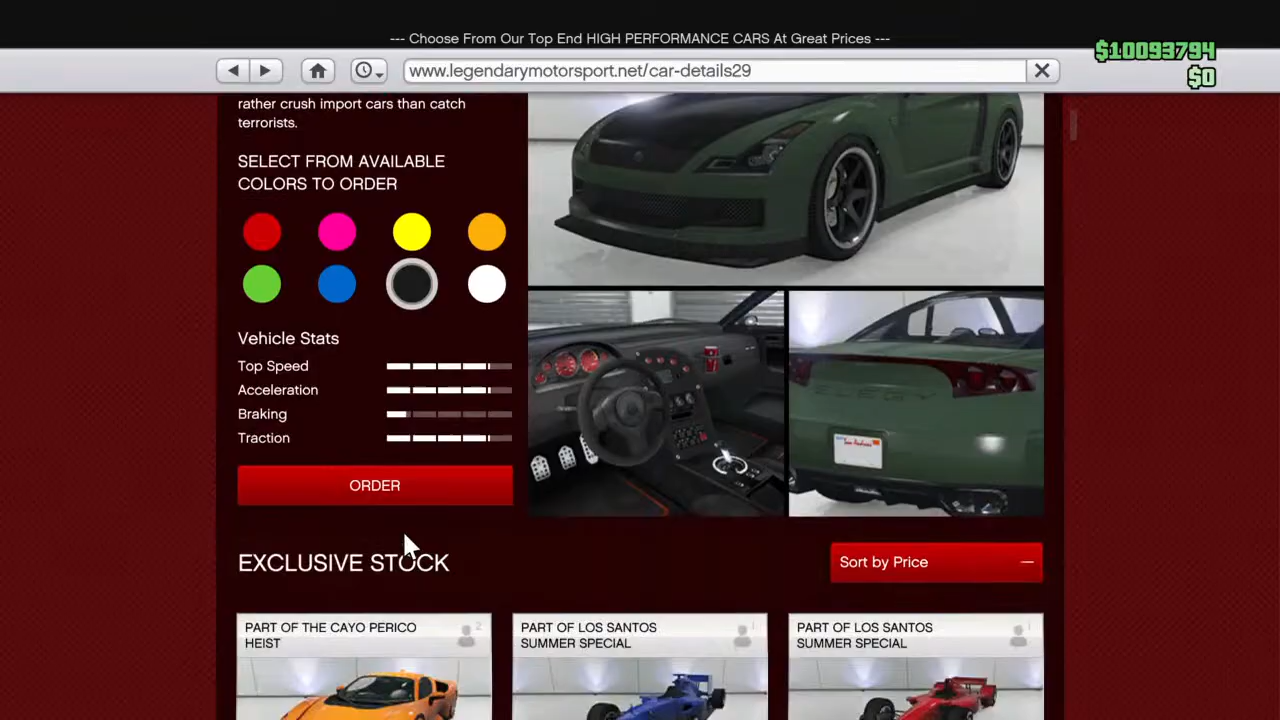 --- Choose From Our Top End HIGH PERFORMANCE CARS At Great Prices ---
$10093794
$0
www.legendarymotorsport.net/car-details29
rather crush import cars than catch
terrorists.
SELECT FROM AVAILABLE
COLORS TO ORDER
Vehicle Stats
Top Speed
Acceleration
Braking
Traction
ORDER
EXCLUSIVE STOCK
Sort by Price
PART OF THE CAYO PERICO
HEIST
2
PART OF LOS SANTOS
SUMMER SPECIAL
1
PART OF LOS SANTOS
SUMMER SPECIAL
1